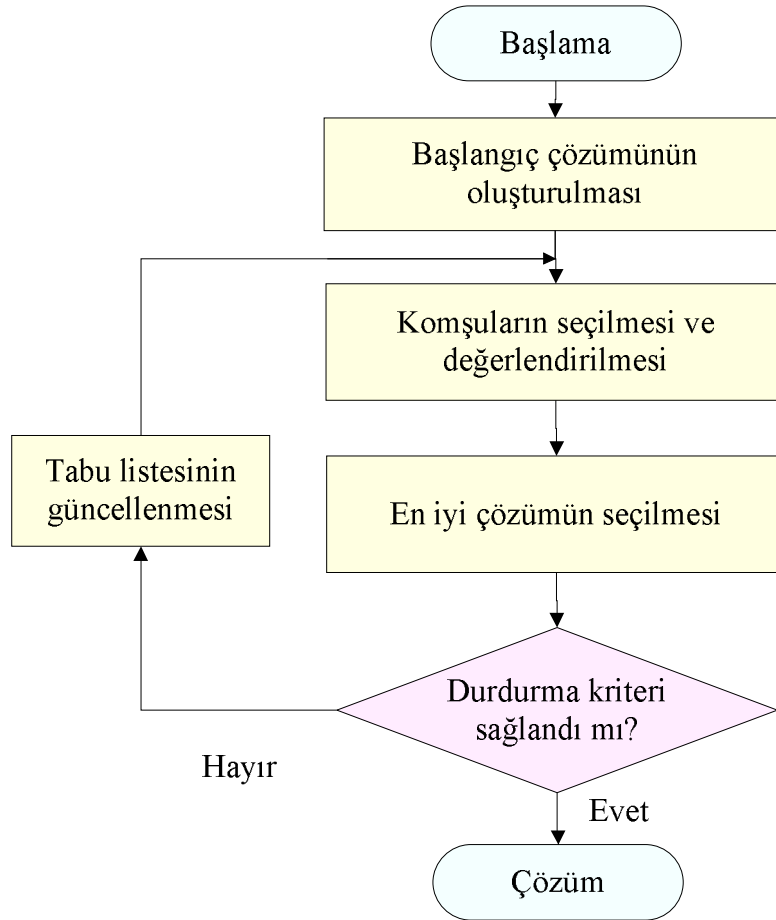 Başlama
Başlangıç çözümünün
oluşturulması
Komşuların seçilmesi ve
değerlendirilmesi
Tabu listesinin
güncellenmesi
En iyi çözümün seçilmesi
Durdurma kriteri
sağlandı mı?
Hayır
Evet
Çözüm